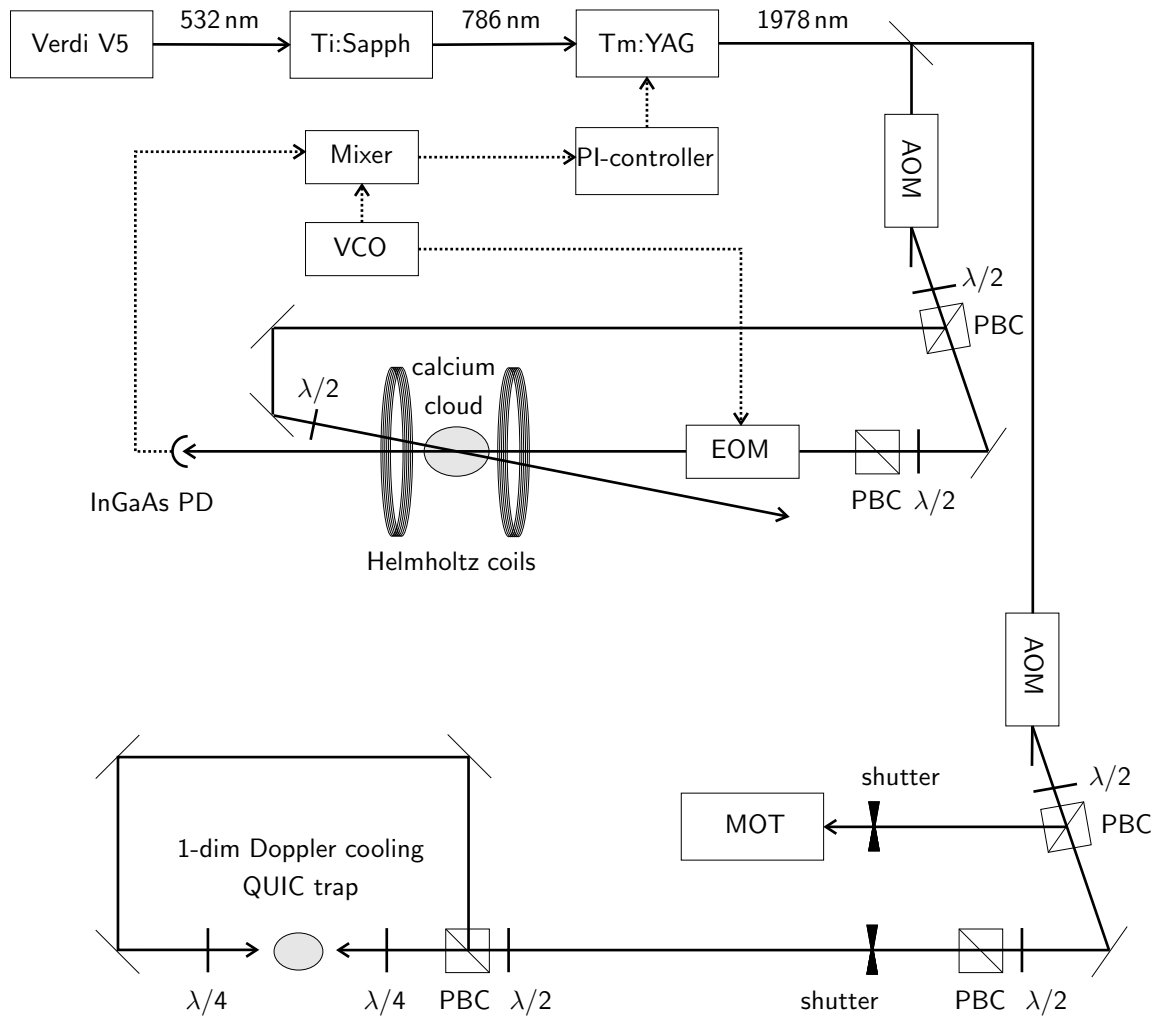 532 nm
786 nm
1978 nm
Verdi V5
Ti:Sapph
Tm:YAG
Mixer
PI-controller
AOM
VCO
λ/2
PBC
calcium
cloud
λ/2
EOM
PBC
λ/2
InGaAs PD
Helmholtz coils
AOM
shutter
λ/2
MOT
PBC
1-dim Doppler cooling
QUIC trap
λ/4
λ/4
PBC
λ/2
shutter
PBC
λ/2